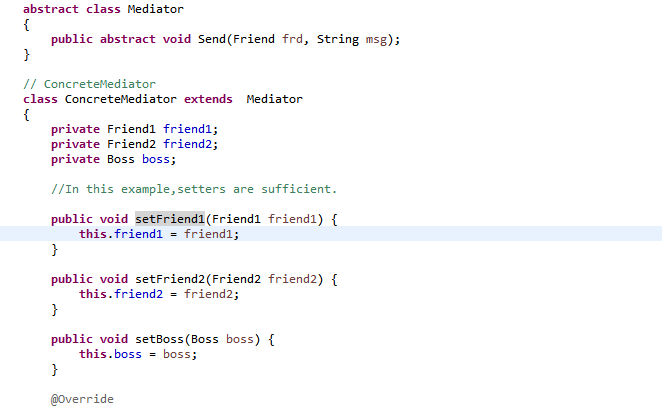 abstract class Mediator
{
    public abstract void Send(Friend frd, String msg);
}

// ConcreteMediator
class ConcreteMediator extends  Mediator
{
    private Friend1 friend1;
    private Friend2 friend2;
    private Boss boss;

    //In this example,setters are sufficient.

    public void setFriend1(Friend1 friend1) {
        this.friend1 = friend1;
    }

    public void setFriend2(Friend2 friend2) {
        this.friend2 = friend2;
    }

    public void setBoss(Boss boss) {
        this.boss = boss;
    }

    @Override